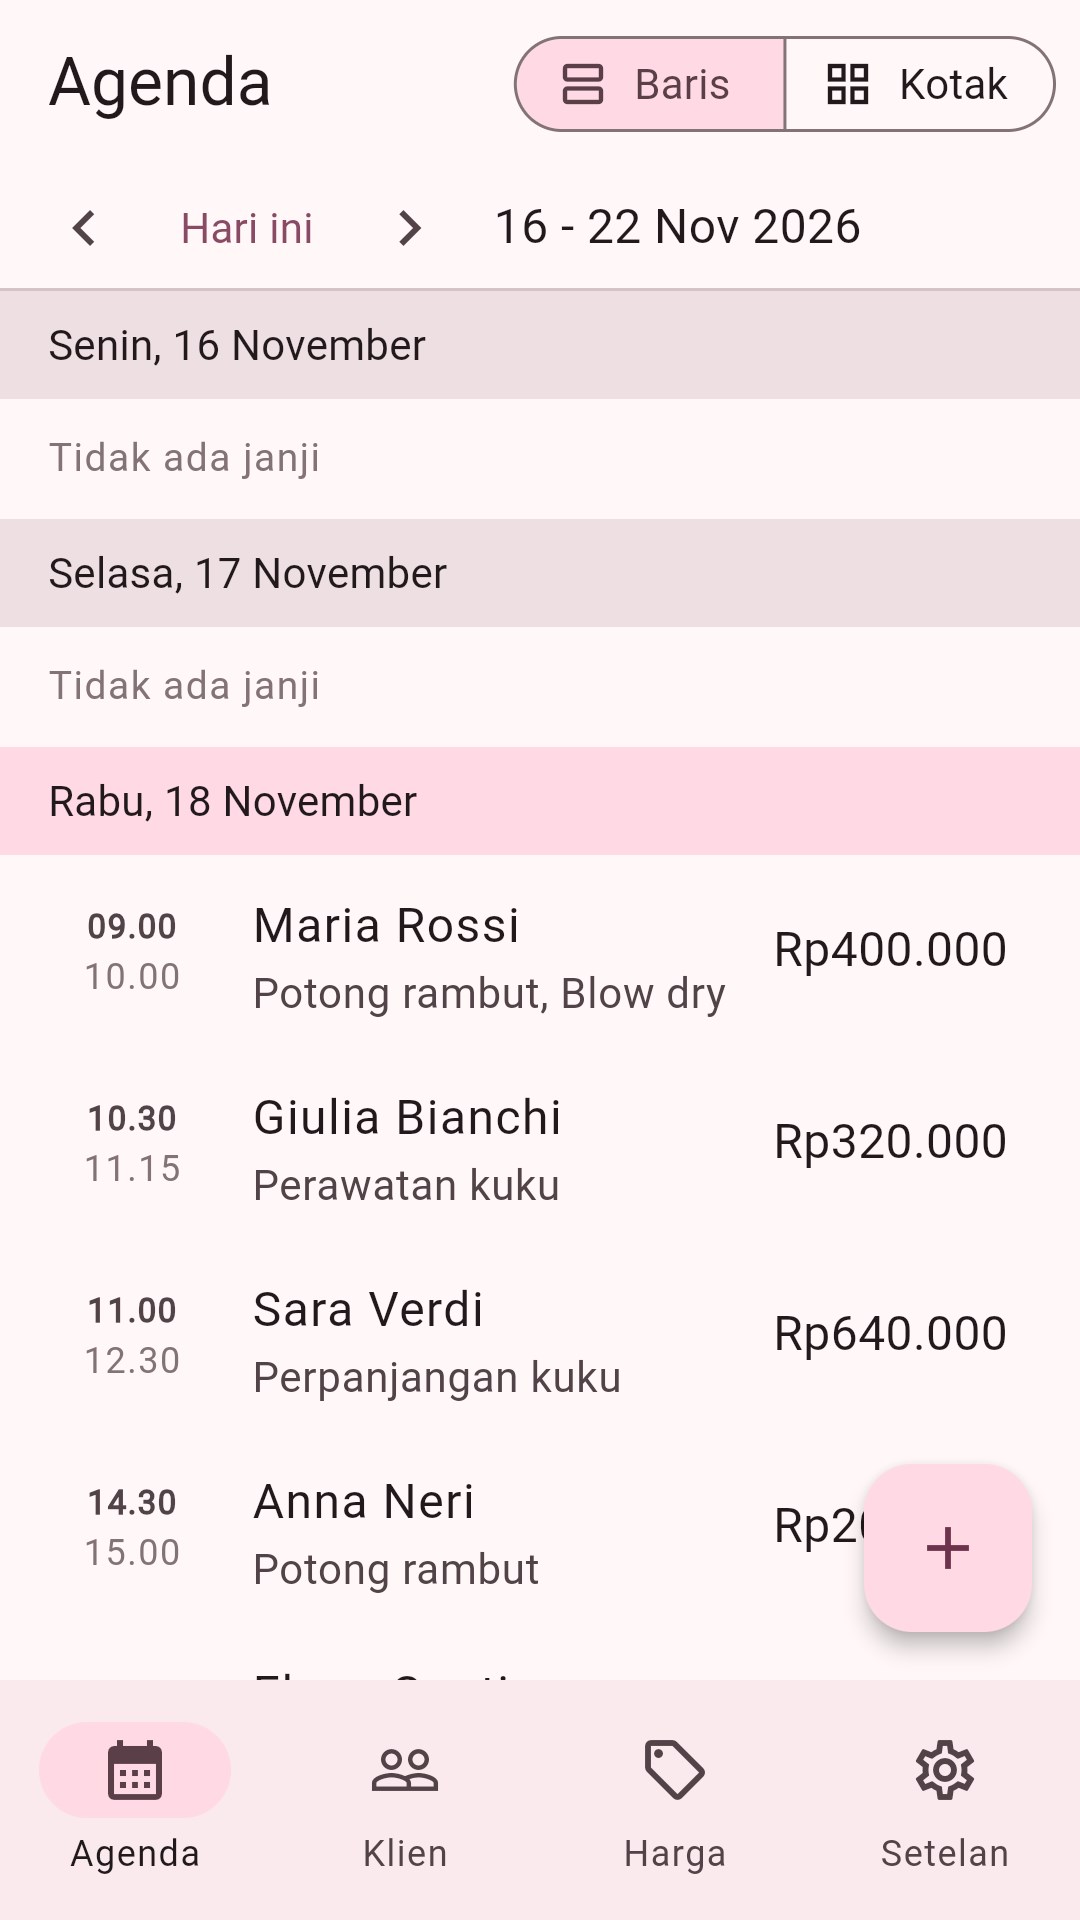 Agenda
Baris
Kotak
Hari ini
16 - 22 Nov 2026
Senin, 16 November
Tidak ada janji
Selasa, 17 November
Tidak ada janji
Rabu, 18 November
09.00
10.00
Maria Rossi
Potong rambut, Blow dry
Rp400.000
10.30
11.15
Giulia Bianchi
Perawatan kuku
Rp320.000
11.00
12.30
Sara Verdi
Perpanjangan kuku
Rp640.000
14.30
15.00
Anna Neri
Potong rambut
Agenda
Klien
Harga
Setelan